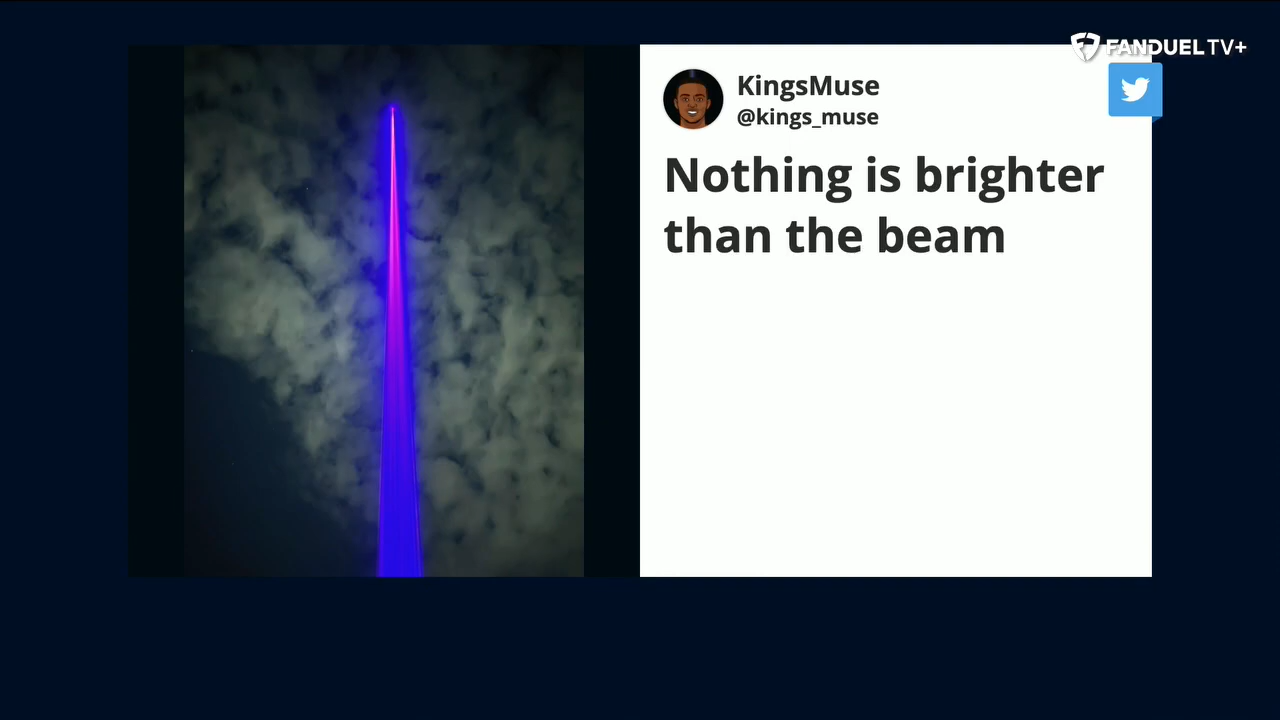 FANDUEL TV+
KingsMuse
@kings_muse
Nothing is brighter
than the beam